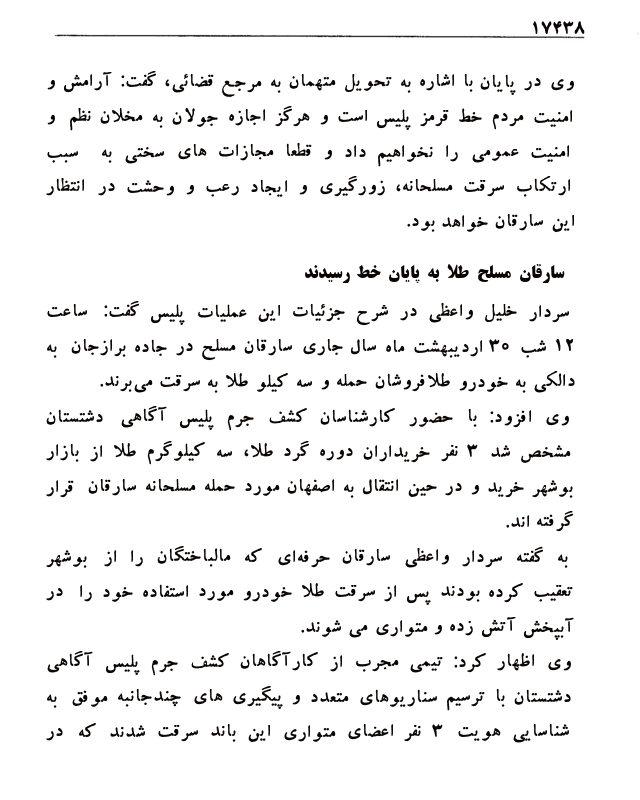 ۱۷۴۳۸
وی در پایان با اشاره به تحویل متهمان به مرجع قضائی، گفت: آرامش و
امنیت مردم خط قرمز پلیس است و هرگز اجازه جولان به مخلان نظم و
امنیت عمومی را نخواهیم داد و قطعا مجازات های سختی به سبب
ارتکاب سرقت مسلحانه، زورگیری و ایجاد رعب و وحشت در انتظار
این سارقان خواهد بود.
سارقان مسلح طلا به پایان خط رسیدند
سردار خلیل واعظی در شرح جزئیات این عملیات پلیس گفت: ساعت
۱۲ شب ۳۰ اردیبهشت ماه سال جاری سارقان مسلح در جاده برازجان به
دالکی به خودرو طلافروشان حمله و سه کیلو طلا به سرقت می‌برند.
وی افزود: با حضور کارشناسان کشف جرم پلیس آگاهی دشتستان
مشخص شد ۳ نفر خریداران دوره گرد طلا، سه کیلوگرم طلا از بازار
بوشهر خرید و در حین انتقال به اصفهان مورد حمله مسلحانه سارقان قرار
گرفته اند.
به گفته سردار واعظی سارقان حرفه‌ای که مالباختگان را از بوشهر
تعقیب کرده بودند پس از سرقت طلا خودرو مورد استفاده خود را در
آبپخش آتش زده و متواری می شوند.
وی اظهار کرد: تیمی مجرب از کارآگاهان کشف جرم پلیس آگاهی
دشتستان با ترسیم سناریوهای متعدد و پیگیری های چندجانبه موفق به
شناسایی هویت ۳ نفر اعضای متواری این باند سرقت شدند که در